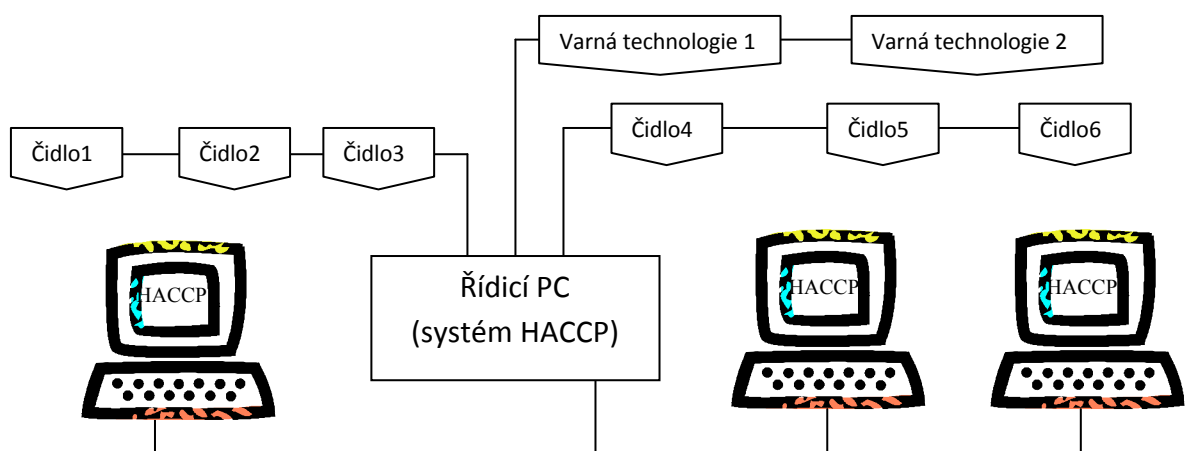 Varná technologie 1
Varná technologie 2
Čidlo1
Čidlo2
Čidlo3
Čidlo4
Čidlo5
Čidlo6
HACCP
Řídicí PC
(systém HACCP)
HACCP
HACCP